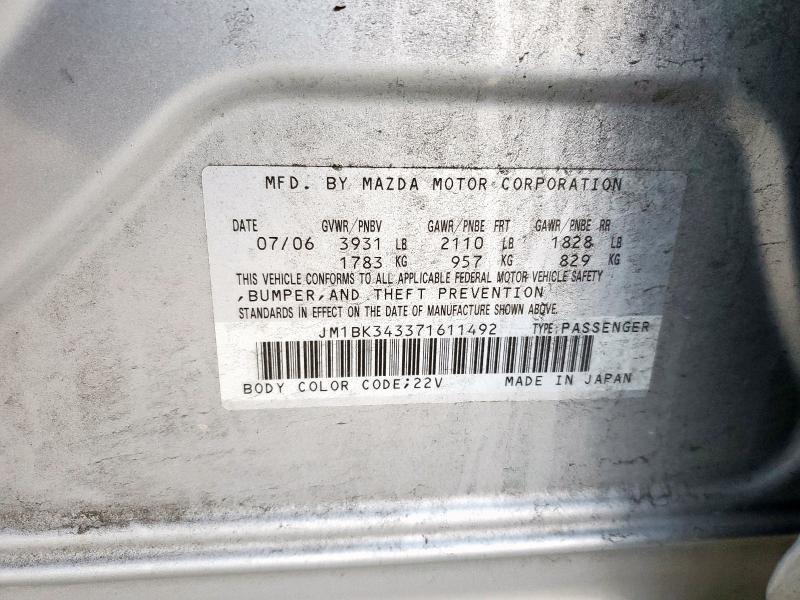 MFD. BY MAZDA MOTOR CORPORATION
DATE GVWR/PNBV GAWR/PNBE FRT GAWR/PNBE RR
07/06 3931 LB 2110 LB 1828 LB
1783 KG 957 KG 829 KG
THIS VEHICLE CONFORMS TO ALL APPLICABLE FEDERAL MOTOR VEHICLE SAFETY
,BUMPER,AND THEFT PREVENTION
STANDARDS IN EFFECT ON THE DATE OF MANUFACTURE SHOWN ABOVE.
JM1BK343371611492 TYPE:PASSENGER
BODY COLOR CODE;22V MADE IN JAPAN